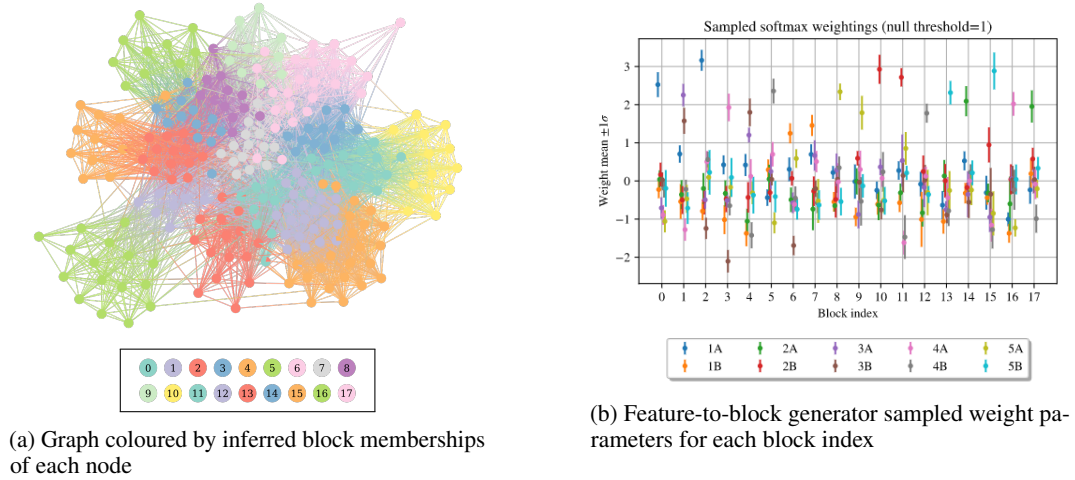 0 1 2 3 4 5 6 7 8
9 10 11 12 13 14 15 16 17
(a) Graph coloured by inferred block memberships
of each node
Sampled softmax weightings (null threshold=1)
Weight mean ±1σ
3
2
1
0
−1
−2
0 1 2 3 4 5 6 7 8 9 10 11 12 13 14 15 16 17
Block index
1A 2A 3A 4A 5A
1B 2B 3B 4B 5B
(b) Feature-to-block generator sampled weight pa-
rameters for each block index